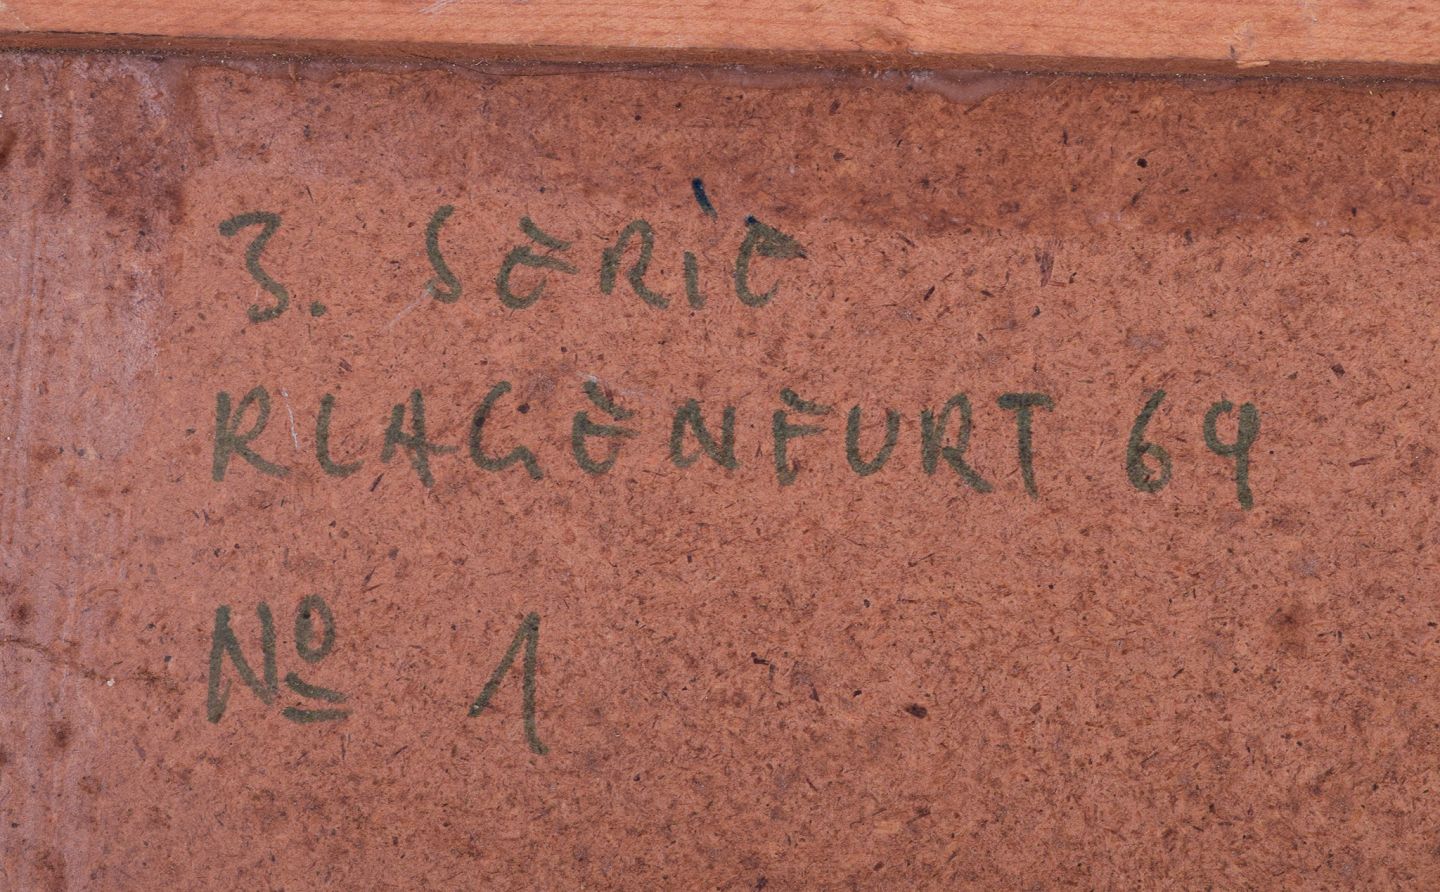 3. SERiE
KLAGENFURT 69
Nº 1